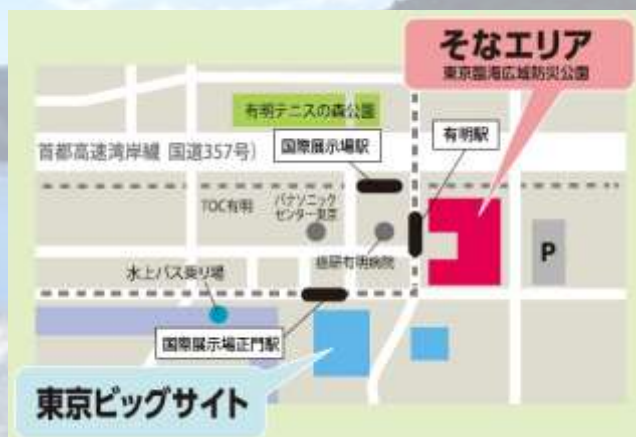 そなエリア
東京臨海広域防災公園
有明テニスの森公園
有明駅
国際展示場駅
首都高速湾岸線 国道357号)
TOC有明
パナソニック
センター東京
癌研有明病院
P
水上バス乗り場
国際展示場正門駅
東京ビッグサイト